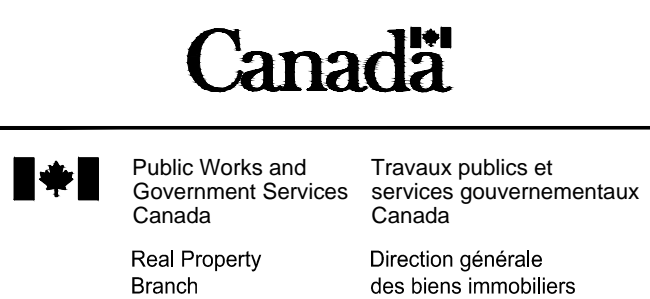 Canada
Public Works and
Government Services
Canada
Travaux publics et
services gouvernementaux
Canada
Real Property
Branch
Direction générale
des biens immobiliers